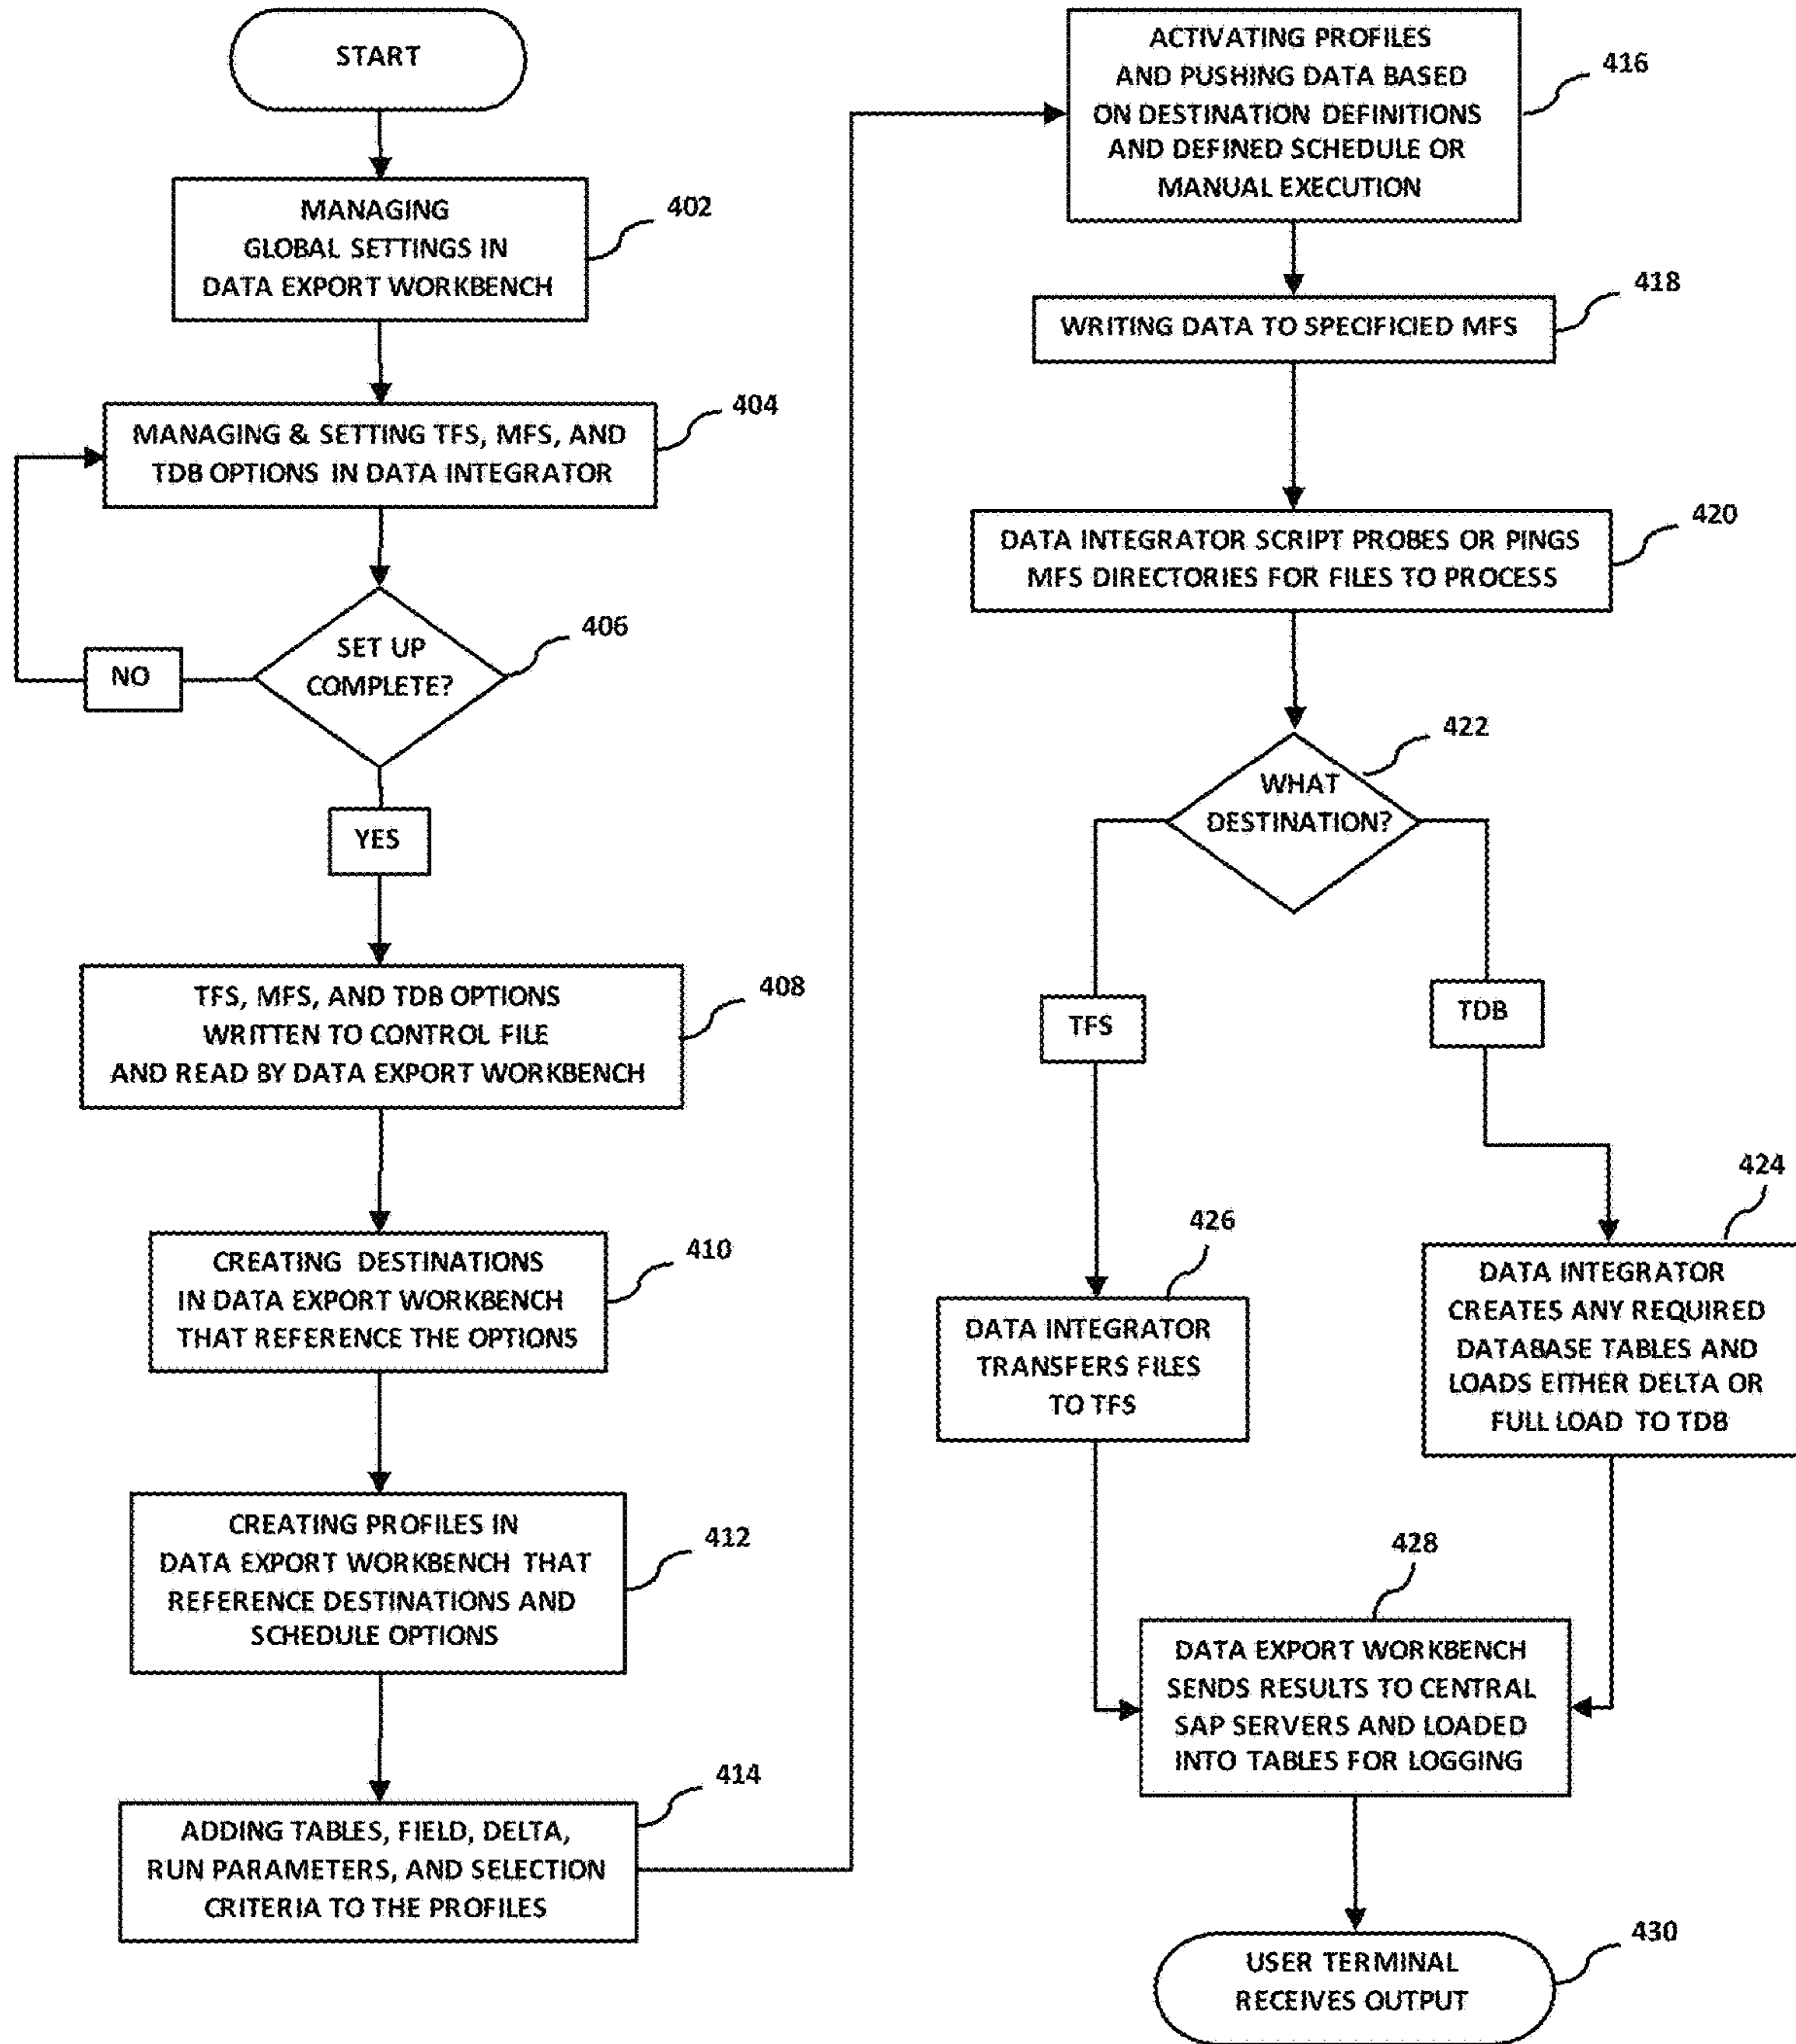 START
MANAGING
GLOBAL SETTINGS IN
DATA EXPORT WORKBENCH
402
MANAGING & SETTING TFS, MFS, AND
TDB OPTIONS IN DATA INTEGRATOR
404
SET UP
COMPLETE?
406
NO
YES
TFS, MFS, AND TDB OPTIONS
WRITTEN TO CONTROL FILE
AND READ BY DATA EXPORT WORKBENCH
408
CREATING DESTINATIONS
IN DATA EXPORT WORKBENCH
THAT REFERENCE THE OPTIONS
410
CREATING PROFILES IN
DATA EXPORT WORKBENCH THAT
REFERENCE DESTINATIONS AND
SCHEDULE OPTIONS
412
ADDING TABLES, FIELD, DELTA,
RUN PARAMETERS, AND SELECTION
CRITERIA TO THE PROFILES
414
ACTIVATING PROFILES
AND PUSHING DATA BASED
ON DESTINATION DEFINITIONS
AND DEFINED SCHEDULE OR
MANUAL EXECUTION
416
WRITING DATA TO SPECIFICIED MFS
418
DATA INTEGRATOR SCRIPT PROBES OR PINGS
MFS DIRECTORIES FOR FILES TO PROCESS
420
WHAT
DESTINATION?
422
TFS
TDB
DATA INTEGRATOR
TRANSFERS FILES
TO TFS
426
DATA INTEGRATOR
CREATES ANY REQUIRED
DATABASE TABLES AND
LOADS EITHER DELTA OR
FULL LOAD TO TDB
424
DATA EXPORT WORKBENCH
SENDS RESULTS TO CENTRAL
SAP SERVERS AND LOADED
INTO TABLES FOR LOGGING
428
USER TERMINAL
RECEIVES OUTPUT
430